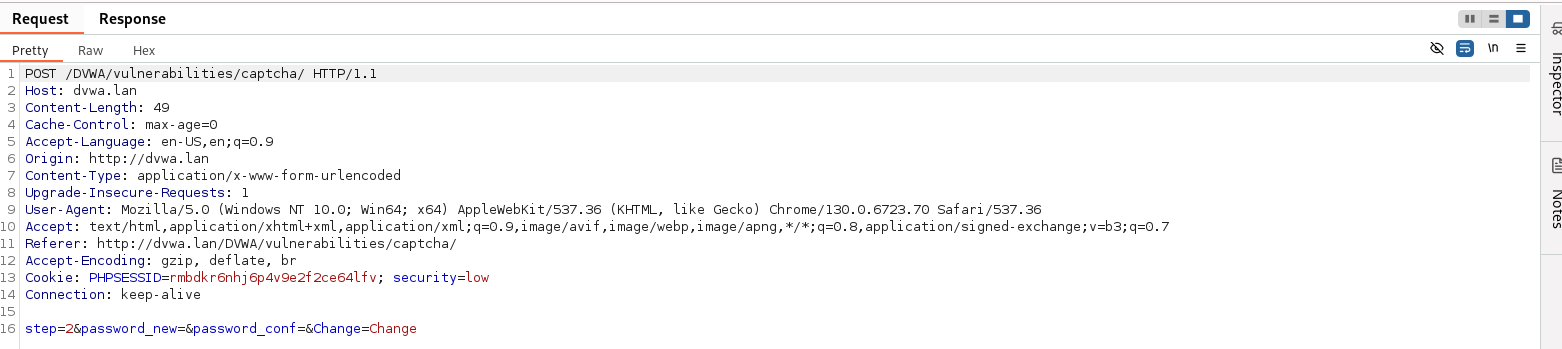 Request Response
Pretty Raw Hex \n
1 POST /DVWA/vulnerabilities/captcha/ HTTP/1.1
2 Host: dvwa.lan
3 Content-Length: 49
4 Cache-Control: max-age=0
5 Accept-Language: en-US,en;q=0.9
6 Origin: http://dvwa.lan
7 Content-Type: application/x-www-form-urlencoded
8 Upgrade-Insecure-Requests: 1
9 User-Agent: Mozilla/5.0 (Windows NT 10.0; Win64; x64) AppleWebKit/537.36 (KHTML, like Gecko) Chrome/130.0.6723.70 Safari/537.36
10 Accept: text/html,application/xhtml+xml,application/xml;q=0.9,image/avif,image/webp,image/apng,*/*;q=0.8,application/signed-exchange;v=b3;q=0.7
11 Referer: http://dvwa.lan/DVWA/vulnerabilities/captcha/
12 Accept-Encoding: gzip, deflate, br
13 Cookie: PHPSESSID=rmbdkr6nhj6p4v9e2f2ce64lfv; security=low
14 Connection: keep-alive
15
16 step=2&password_new=&password_conf=&Change=Change
Inspector
Notes